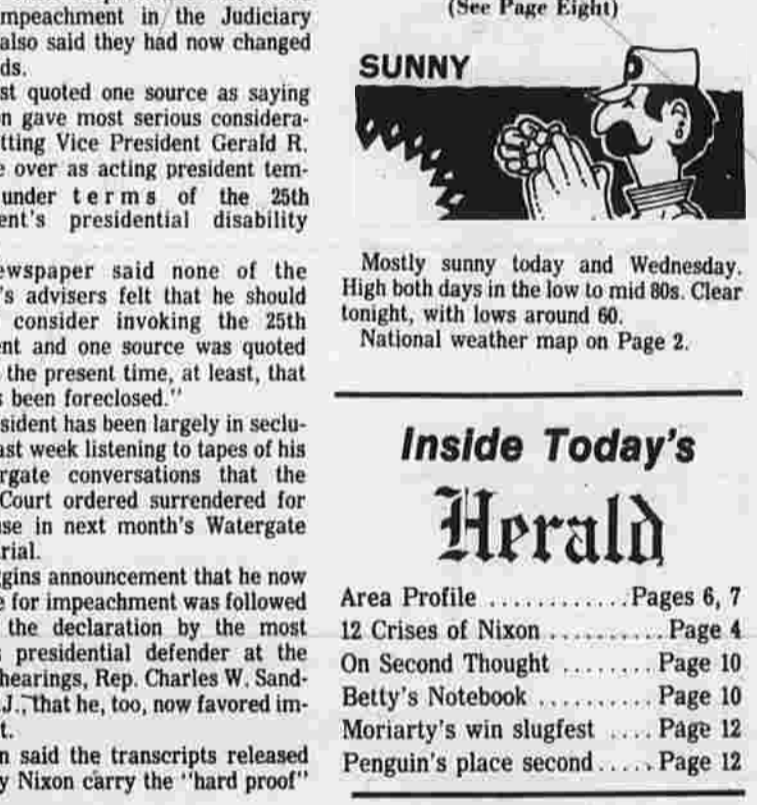 mpeachment in the Judiciary
also said they had now changed
ds.
st quoted one source as saying
n gave most serious considera-
tting Vice President Gerald R.
e over as acting president tem-
under terms of the 25th
ent's presidential disability
ewspaper said none of the
's advisers felt that he should
consider invoking the 25th
nt and one source was quoted
the present time, at least, that
s been foreclosed."
sident has been largely in seclu-
ast week listening to tapes of his
rgate conversations that the
Court ordered surrendered for
use in next month's Watergate
rial.
ggins announcement that he now
e for impeachment was followed
the declaration by the most
s presidential defender at the
hearings, Rep. Charles W. Sand-
J., that he, too, now favored im-
t.
n said the transcripts released
y Nixon carry the "hard proof"
(See Page Eight)
SUNNY
Mostly sunny today and Wednesday.
High both days in the low to mid 80s. Clear
tonight, with lows around 60.
National weather map on Page 2.
Inside Today's
Herald
Area Profile ............Pages 6, 7
12 Crises of Nixon ..........Page 4
On Second Thought ........ Page 10
Betty's Notebook .......... Page 10
Moriarty's win slugfest .... Page 12
Penguin's place second..... Page 12